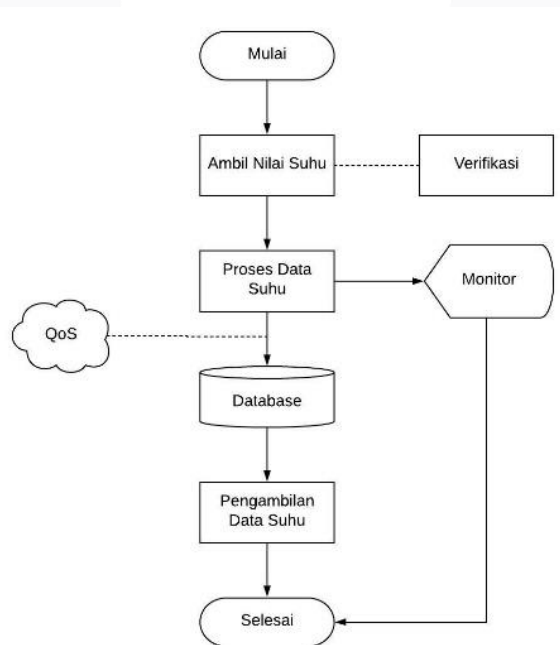 Mulai
Ambil Nilai Suhu
Verifikasi
Proses Data
Suhu
Monitor
QoS
Database
Pengambilan
Data Suhu
Selesai